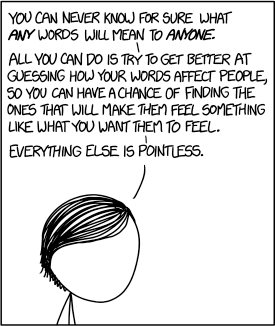 YOU CAN NEVER KNOW FOR SURE WHAT
ANY WORDS WILL MEAN TO ANYONE.
ALL YOU CAN DO IS TRY TO GET BETTER AT
GUESSING HOW YOUR WORDS AFFECT PEOPLE,
SO YOU CAN HAVE A CHANCE OF FINDING THE
ONES THAT WILL MAKE THEM FEEL SOMETHING
LIKE WHAT YOU WANT THEM TO FEEL.
EVERYTHING ELSE IS POINTLESS.